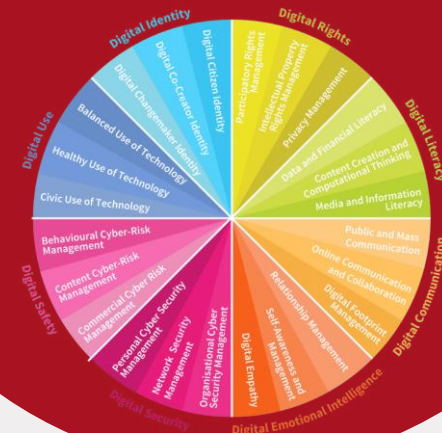 Digital Identity
Digital Citizen Identity
Digital Co-Creator Identity
Digital Changemaker Identity
Digital Rights
Participatory Rights
Management
Intellectual Property
Rights Management
Privacy Management
Digital Literacy
Data and Financial Literacy
Content Creation and
Computational Thinking
Media and Information
Literacy
Digital Communication
Public and Mass
Communication
Online Communication
and Collaboration
Digital Footprint
Management
Digital Emotional Intelligence
Relationship Management
Self-Awareness and
Management
Digital Empathy
Digital Security
Organisational Cyber
Security Management
Network Security
Management
Personal Cyber Security
Management
Digital Safety
Commercial Cyber Risk
Management
Content Cyber-Risk
Management
Behavioural Cyber-Risk
Management
Digital Use
Civic Use of Technology
Healthy Use of Technology
Balanced Use of Technology